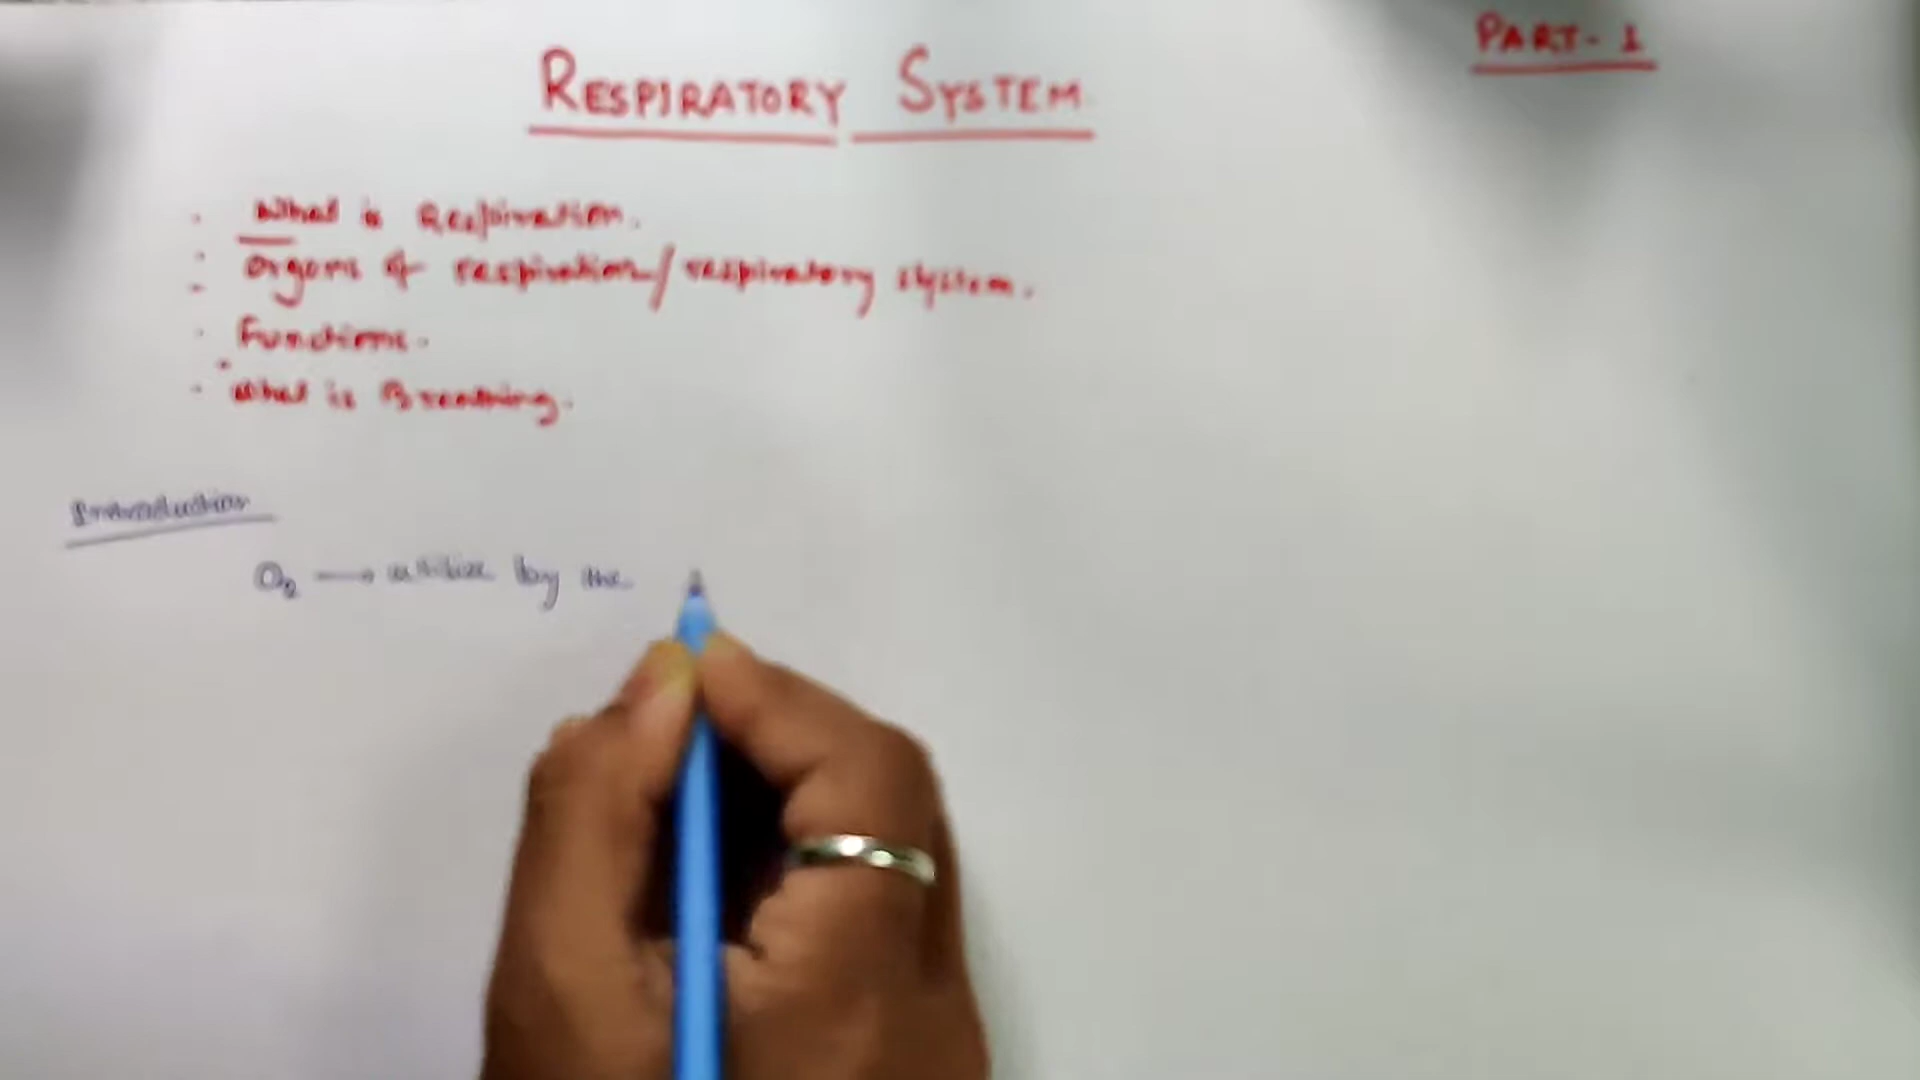 PART- 1
RESPIRATORY SYSTEM
. What is Respiration.
. Organs of respiration/respiratory system.
. Functions.
. What is Breathing.
Introduction
O₂ → utilize by the